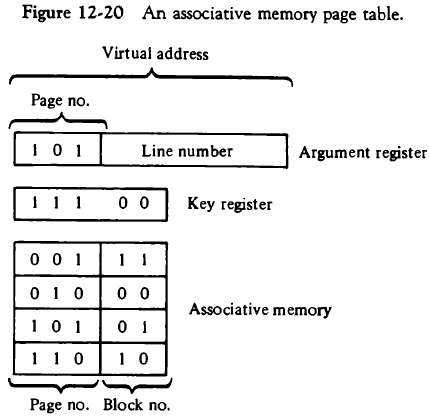 Figure 12-20 An associative memory page table.
Virtual address
Page no.
1 0 1 Line number Argument register
1 1 1 0 0 Key register
0 0 1 1 1
0 1 0 0 0
Associative memory
1 0 1 0 1
1 1 0 1 0
Page no. Block no.